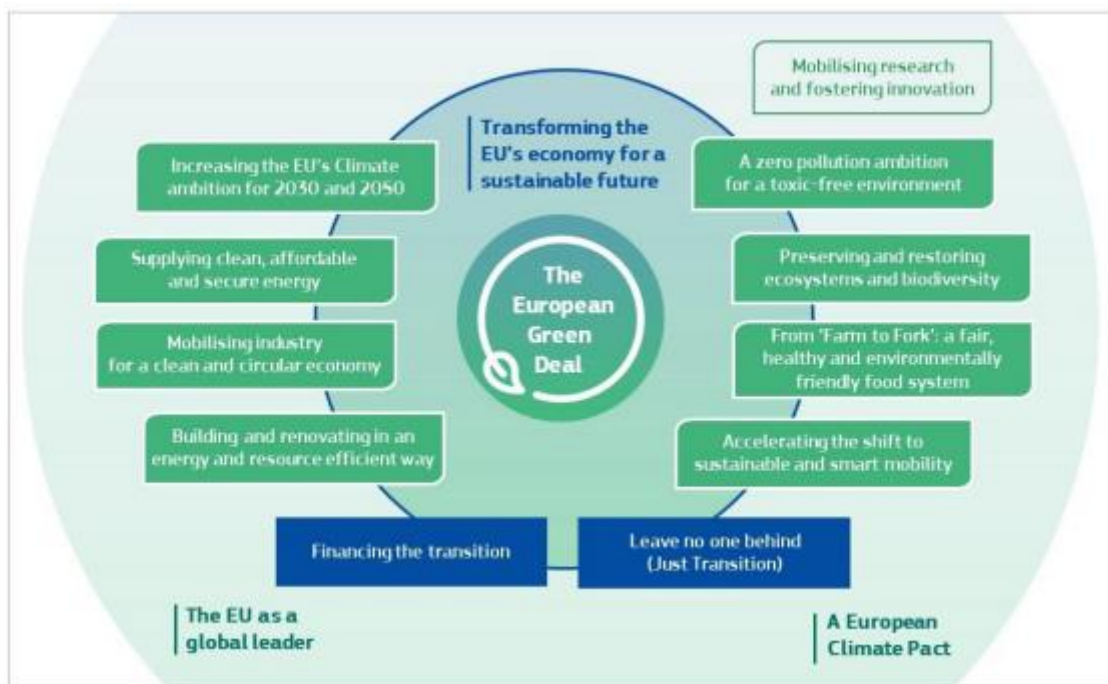 Mobilising research
and fostering innovation
Transforming the
EU's economy for a
sustainable future
Increasing the EU's Climate
ambition for 2030 and 2050
Supplying clean, affordable
and secure energy
Mobilising industry
for a clean and circular economy
Building and renovating in an
energy and resource efficient way
The
European
Green
Deal
A zero pollution ambition
for a toxic-free environment
Preserving and restoring
ecosystems and biodiversity
From 'Farm to Fork': a fair,
healthy and environmentally
friendly food system
Accelerating the shift to
sustainable and smart mobility
Financing the transition
Leave no one behind
(Just Transition)
The EU as a
global leader
A European
Climate Pact